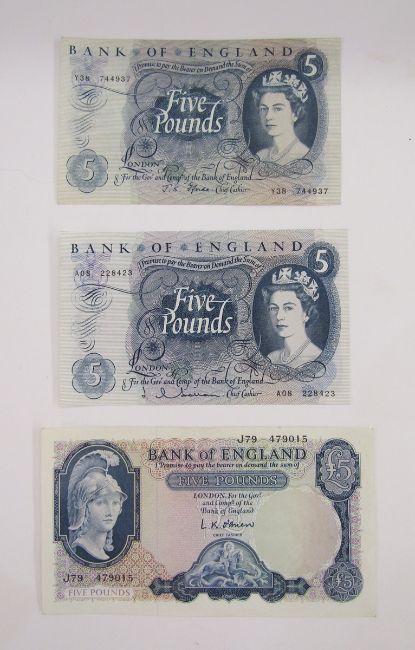 BANK OF ENGLAND
I Promise to pay the Bearer on Demand the Sum of
5
Y38 744937
Five
Pounds
LONDON
5
For the Govr and Compa of the Bank of England
Chief Cashier
Y38 744937
BANK OF ENGLAND
I Promise to pay the Bearer on Demand the Sum of
5
A08 228423
Five
Pounds
LONDON
5
For the Govr and Compa of the Bank of England
Chief Cashier
A08 228423
J79 479015
BANK OF ENGLAND
I Promise to pay the bearer on demand the sum of
£5
FIVE POUNDS
LONDON, For the Govr
and Compa of the
Bank of England
L.K. O'Brien
CHIEF CASHIER
J79 479015
FIVE POUNDS
£5